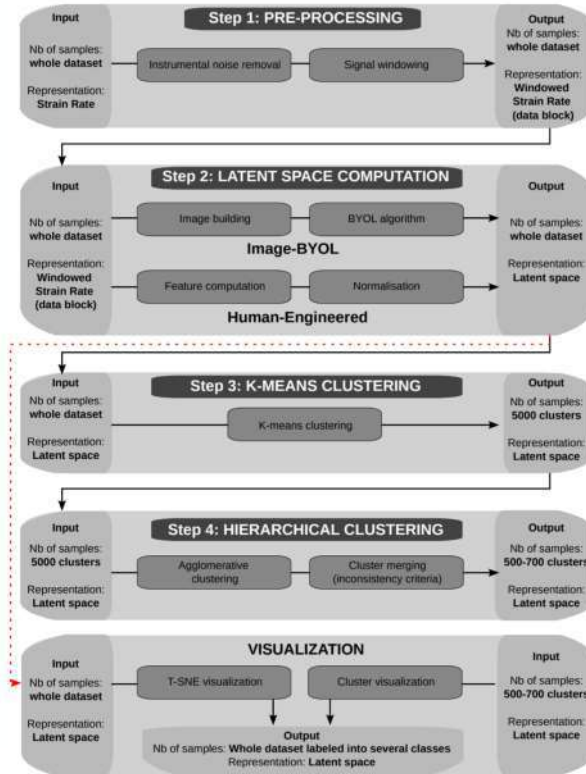 Step 1: PRE-PROCESSING
Input
Nb of samples:
whole dataset
Representation:
Strain Rate
Instrumental noise removal
Signal windowing
Output
Nb of samples:
whole dataset
Representation:
Windowed
Strain Rate
(data block)
Step 2: LATENT SPACE COMPUTATION
Input
Nb of samples:
whole dataset
Representation:
Windowed
Strain Rate
(data block)
Image building
BYOL algorithm
Image-BYOL
Feature computation
Normalisation
Human-Engineered
Output
Nb of samples:
whole dataset
Representation:
Latent space
Step 3: K-MEANS CLUSTERING
Input
Nb of samples:
whole dataset
Representation:
Latent space
K-means clustering
Output
Nb of samples:
5000 clusters
Representation:
Latent space
Step 4: HIERARCHICAL CLUSTERING
Input
Nb of samples:
5000 clusters
Representation:
Latent space
Agglomerative
clustering
Cluster merging
(inconsistency criteria)
Output
Nb of samples:
500-700 clusters
Representation:
Latent space
VISUALIZATION
Input
Nb of samples:
whole dataset
Representation:
Latent space
T-SNE visualization
Cluster visualization
Input
Nb of samples:
500-700 clusters
Representation:
Latent space
Output
Nb of samples: Whole dataset labeled into several classes
Representation: Latent space